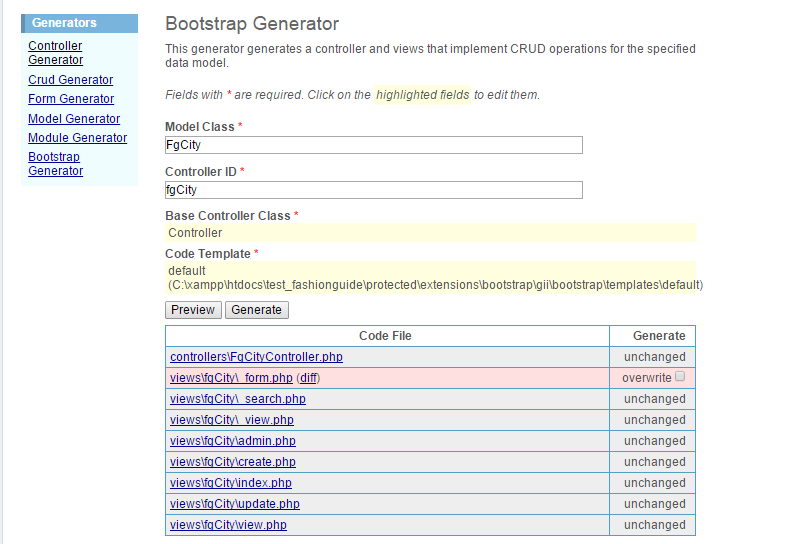 Generators
Controller
Generator
Crud Generator
Form Generator
Model Generator
Module Generator
Bootstrap
Generator
Bootstrap Generator
This generator generates a controller and views that implement CRUD operations for the specified
data model.
Fields with * are required. Click on the highlighted fields to edit them.
Model Class *
FgCity
Controller ID *
fgCity
Base Controller Class *
Controller
Code Template *
default
(C:\xampp\htdocs\test_fashionguide\protected\extensions\bootstrap\gii\bootstrap\templates\default)
Preview Generate
Code File Generate
controllers\FgCityController.php unchanged
views\fgCity\_form.php (diff) overwrite
views\fgCity\_search.php unchanged
views\fgCity\_view.php unchanged
views\fgCity\admin.php unchanged
views\fgCity\create.php unchanged
views\fgCity\index.php unchanged
views\fgCity\update.php unchanged
views\fgCity\view.php unchanged